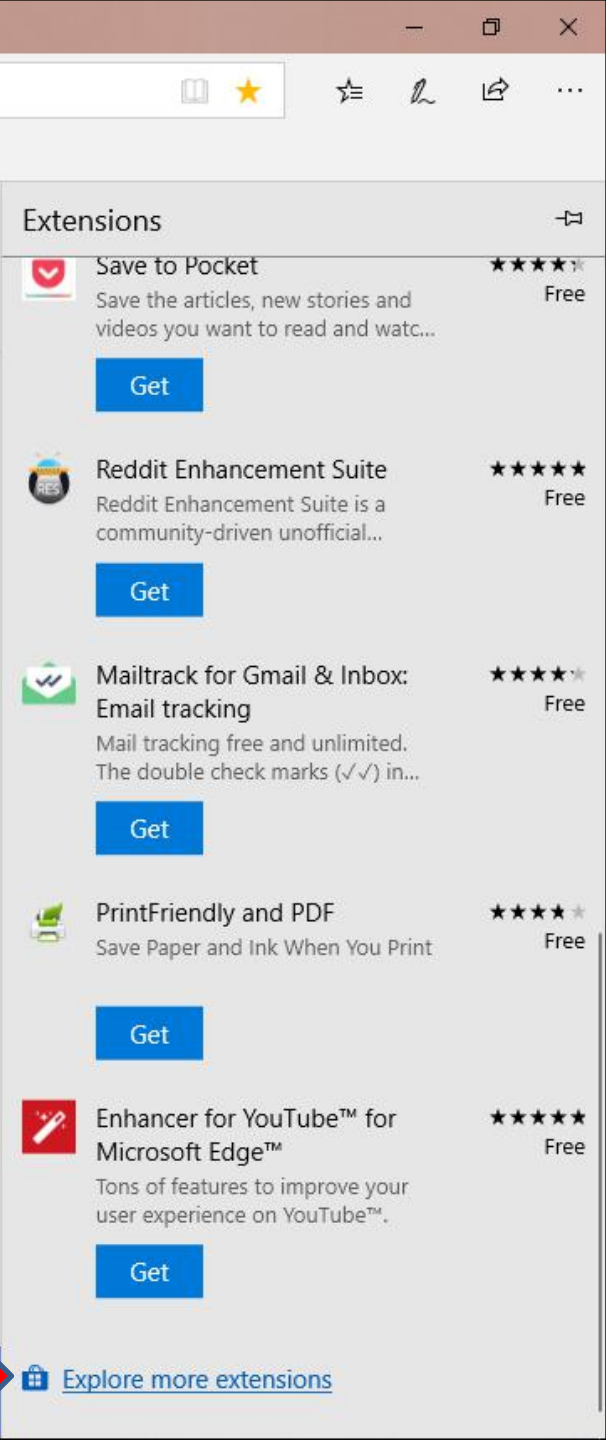 Extensions
Save to Pocket
Free
Save the articles, new stories and
videos you want to read and watc...
Get
Reddit Enhancement Suite
Free
Reddit Enhancement Suite is a
community-driven unofficial...
RES
Get
Mailtrack for Gmail & Inbox:
Email tracking
Free
Mail tracking free and unlimited.
The double check marks (✓✓) in...
Get
PrintFriendly and PDF
Free
Save Paper and Ink When You Print
Get
Enhancer for YouTube™ for
Microsoft Edge™
Free
Tons of features to improve your
user experience on YouTube™.
Get
Explore more extensions